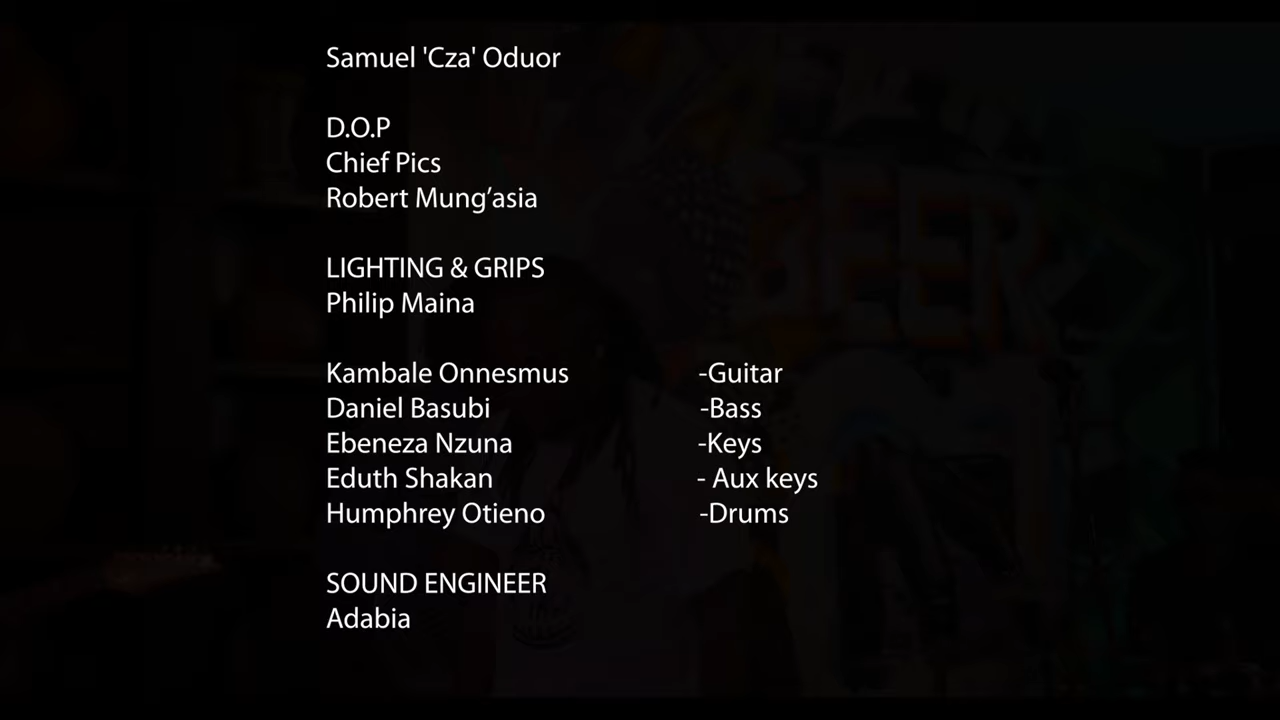 Samuel 'Cza' Oduor
D.O.P
Chief Pics
Robert Mung’asia
LIGHTING & GRIPS
Philip Maina
Kambale Onnesmus -Guitar
Daniel Basubi -Bass
Ebeneza Nzuna -Keys
Eduth Shakan - Aux keys
Humphrey Otieno -Drums
SOUND ENGINEER
Adabia